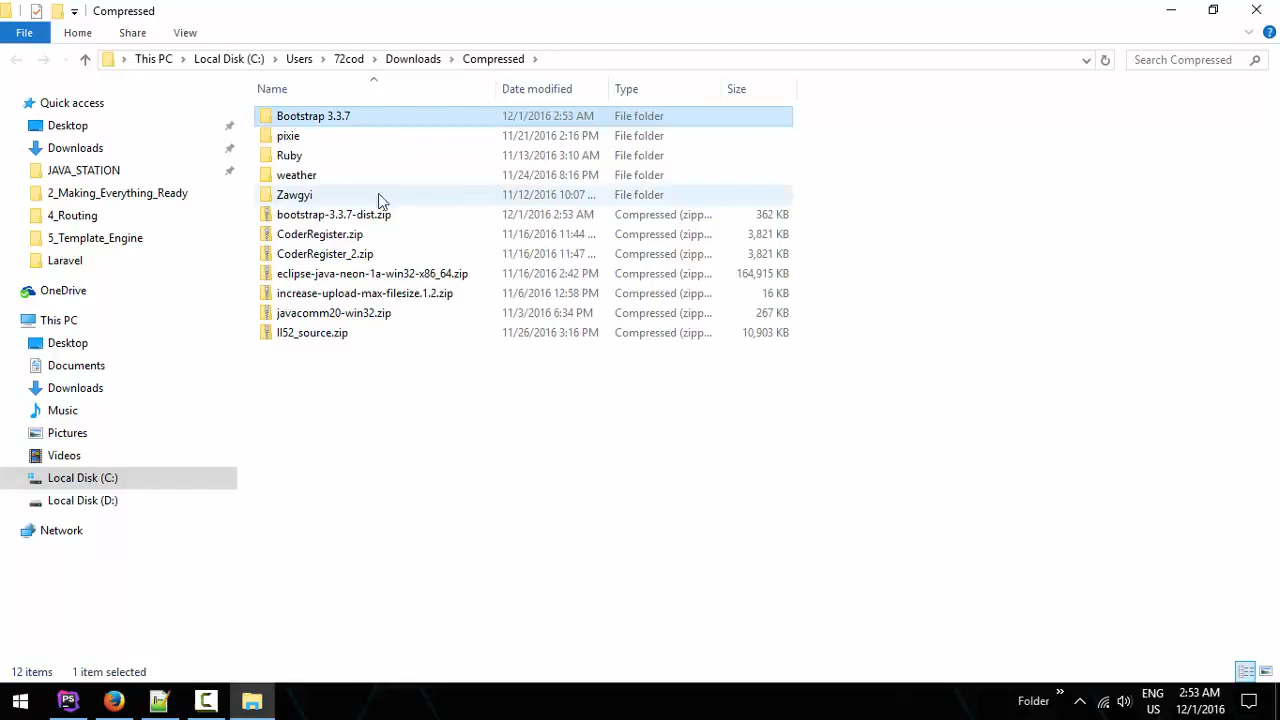 Compressed
File Home Share View
This PC Local Disk (C:) Users 72cod Downloads Compressed
Search Compressed
Name Date modified Type Size
Quick access
Desktop
Downloads
JAVA_STATION
2_Making_Everything_Ready
4_Routing
5_Template_Engine
Laravel
OneDrive
This PC
Desktop
Documents
Downloads
Music
Pictures
Videos
Local Disk (C:)
Local Disk (D:)
Network
Bootstrap 3.3.7 12/1/2016 2:53 AM File folder
pixie 11/21/2016 2:16 PM File folder
Ruby 11/13/2016 3:10 AM File folder
weather 11/24/2016 8:16 PM File folder
Zawgyi 11/12/2016 10:07 ... File folder
bootstrap-3.3.7-dist.zip 12/1/2016 2:53 AM Compressed (zipp... 362 KB
CoderRegister.zip 11/16/2016 11:44 ... Compressed (zipp... 3,821 KB
CoderRegister_2.zip 11/16/2016 11:47 ... Compressed (zipp... 3,821 KB
eclipse-java-neon-1a-win32-x86_64.zip 11/16/2016 2:42 PM Compressed (zipp... 164,915 KB
increase-upload-max-filesize.1.2.zip 11/6/2016 12:58 PM Compressed (zipp... 16 KB
javacomm20-win32.zip 11/3/2016 6:34 PM Compressed (zipp... 267 KB
ll52_source.zip 11/26/2016 3:16 PM Compressed (zipp... 10,903 KB
12 items 1 item selected
PS
Folder
ENG
US
2:53 AM
12/1/2016